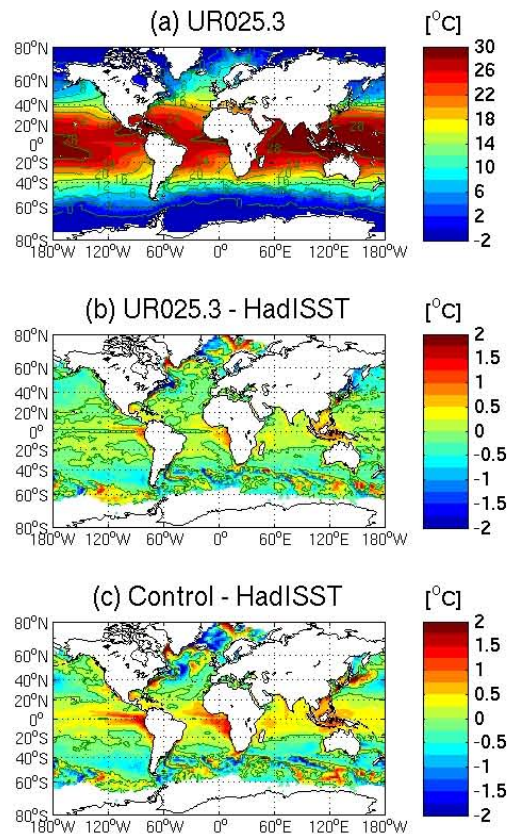 (a) UR025.3
[°C]
80°N
60°N
40°N
20°N
0°
20°S
40°S
60°S
80°S
180°W 120°W 60°W 0° 60°E 120°E 180°W
30
26
22
18
14
10
6
2
-2
(b) UR025.3 - HadISST
[°C]
80°N
60°N
40°N
20°N
0°
20°S
40°S
60°S
80°S
180°W 120°W 60°W 0° 60°E 120°E 180°W
2
1.5
1
0.5
0
-0.5
-1
-1.5
-2
(c) Control - HadISST
[°C]
80°N
60°N
40°N
20°N
0°
20°S
40°S
60°S
80°S
180°W 120°W 60°W 0° 60°E 120°E 180°W
2
1.5
1
0.5
0
-0.5
-1
-1.5
-2